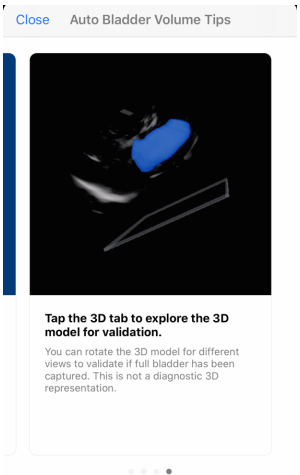 Close Auto Bladder Volume Tips
Tap the 3D tab to explore the 3D
model for validation.
You can rotate the 3D model for different
views to validate if full bladder has been
captured. This is not a diagnostic 3D
representation.